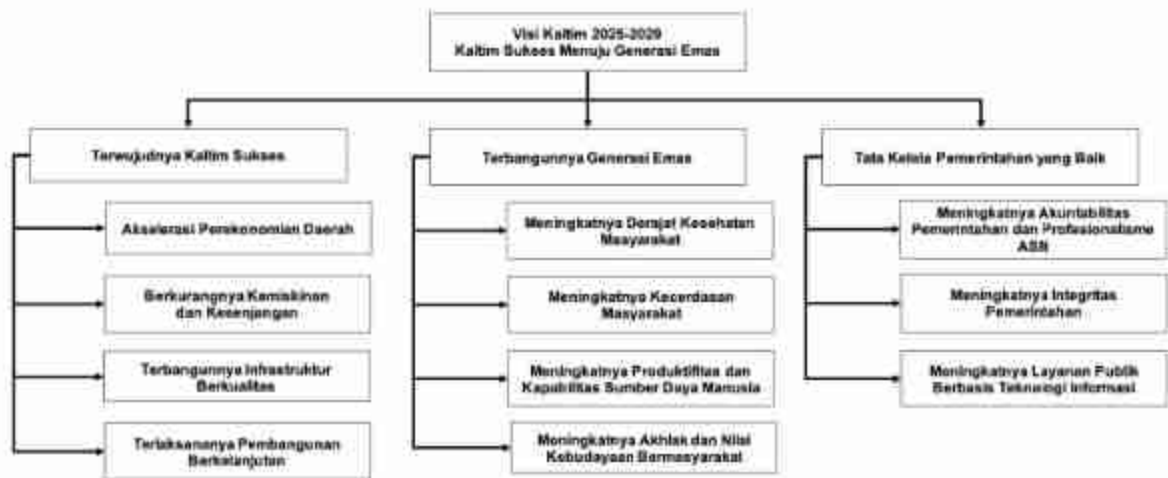 Visi Kaltim 2025-2029
Kaltim Sukses Menuju Generasi Emas
Terwujudnya Kaltim Sukses
Akselerasi Perekonomian Daerah
Berkurangnya Kemiskinan
dan Kesenjangan
Terbangunnya Infrastruktur
Berkualitas
Terlaksananya Pembangunan
Berkelanjutan
Terbangunnya Generasi Emas
Meningkatnya Derajat Kesehatan
Masyarakat
Meningkatnya Kecerdasan
Masyarakat
Meningkatnya Produktifitas dan
Kapabilitas Sumber Daya Manusia
Meningkatnya Akhlak dan Nilai
Kebudayaan Bermasyarakat
Tata Kelola Pemerintahan yang Baik
Meningkatnya Akuntabilitas
Pemerintahan dan Profesionalisme
ASN
Meningkatnya Integritas
Pemerintahan
Meningkatnya Layanan Publik
Berbasis Teknologi Informasi